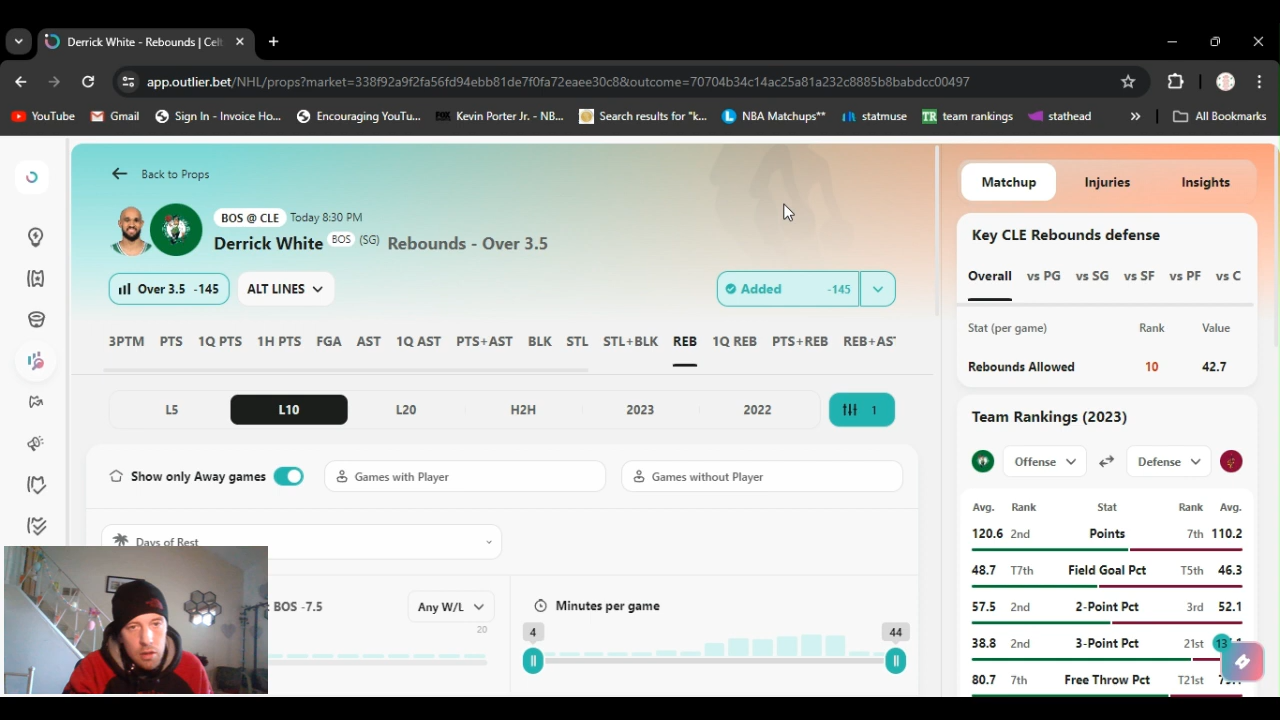 Derrick White - Rebounds | Celt
app.outlier.bet/NHL/props?market=338f92a9f2fa56fd94ebb81de7f0fa72eaee30c8&outcome=70704b34c14ac25a81a232c8885b8babdcc00497
YouTube Gmail Sign In - Invoice Ho... Encouraging YouTu... FOX Kevin Porter Jr. - NB... Search results for "k... NBA Matchups** statmuse TR team rankings stathead » All Bookmarks
Back to Props
BOS @ CLE Today 8:30 PM
Derrick White BOS (SG) Rebounds - Over 3.5
Over 3.5 -145 ALT LINES
Added -145
3PTM PTS 1Q PTS 1H PTS FGA AST 1Q AST PTS+AST BLK STL STL+BLK REB 1Q REB PTS+REB REB+AST
L5 L10 L20 H2H 2023 2022 1
Show only Away games Games with Player Games without Player
Days of Rest
: BOS -7.5 Any W/L
20
Minutes per game
4 44
Matchup Injuries Insights
Key CLE Rebounds defense
Overall vs PG vs SG vs SF vs PF vs C
Stat (per game) Rank Value
Rebounds Allowed 10 42.7
Team Rankings (2023)
Offense Defense
Avg. Rank Stat Rank Avg.
120.6 2nd Points 7th 110.2
48.7 T7th Field Goal Pct T5th 46.3
57.5 2nd 2-Point Pct 3rd 52.1
38.8 2nd 3-Point Pct 21st
80.7 7th Free Throw Pct T21st